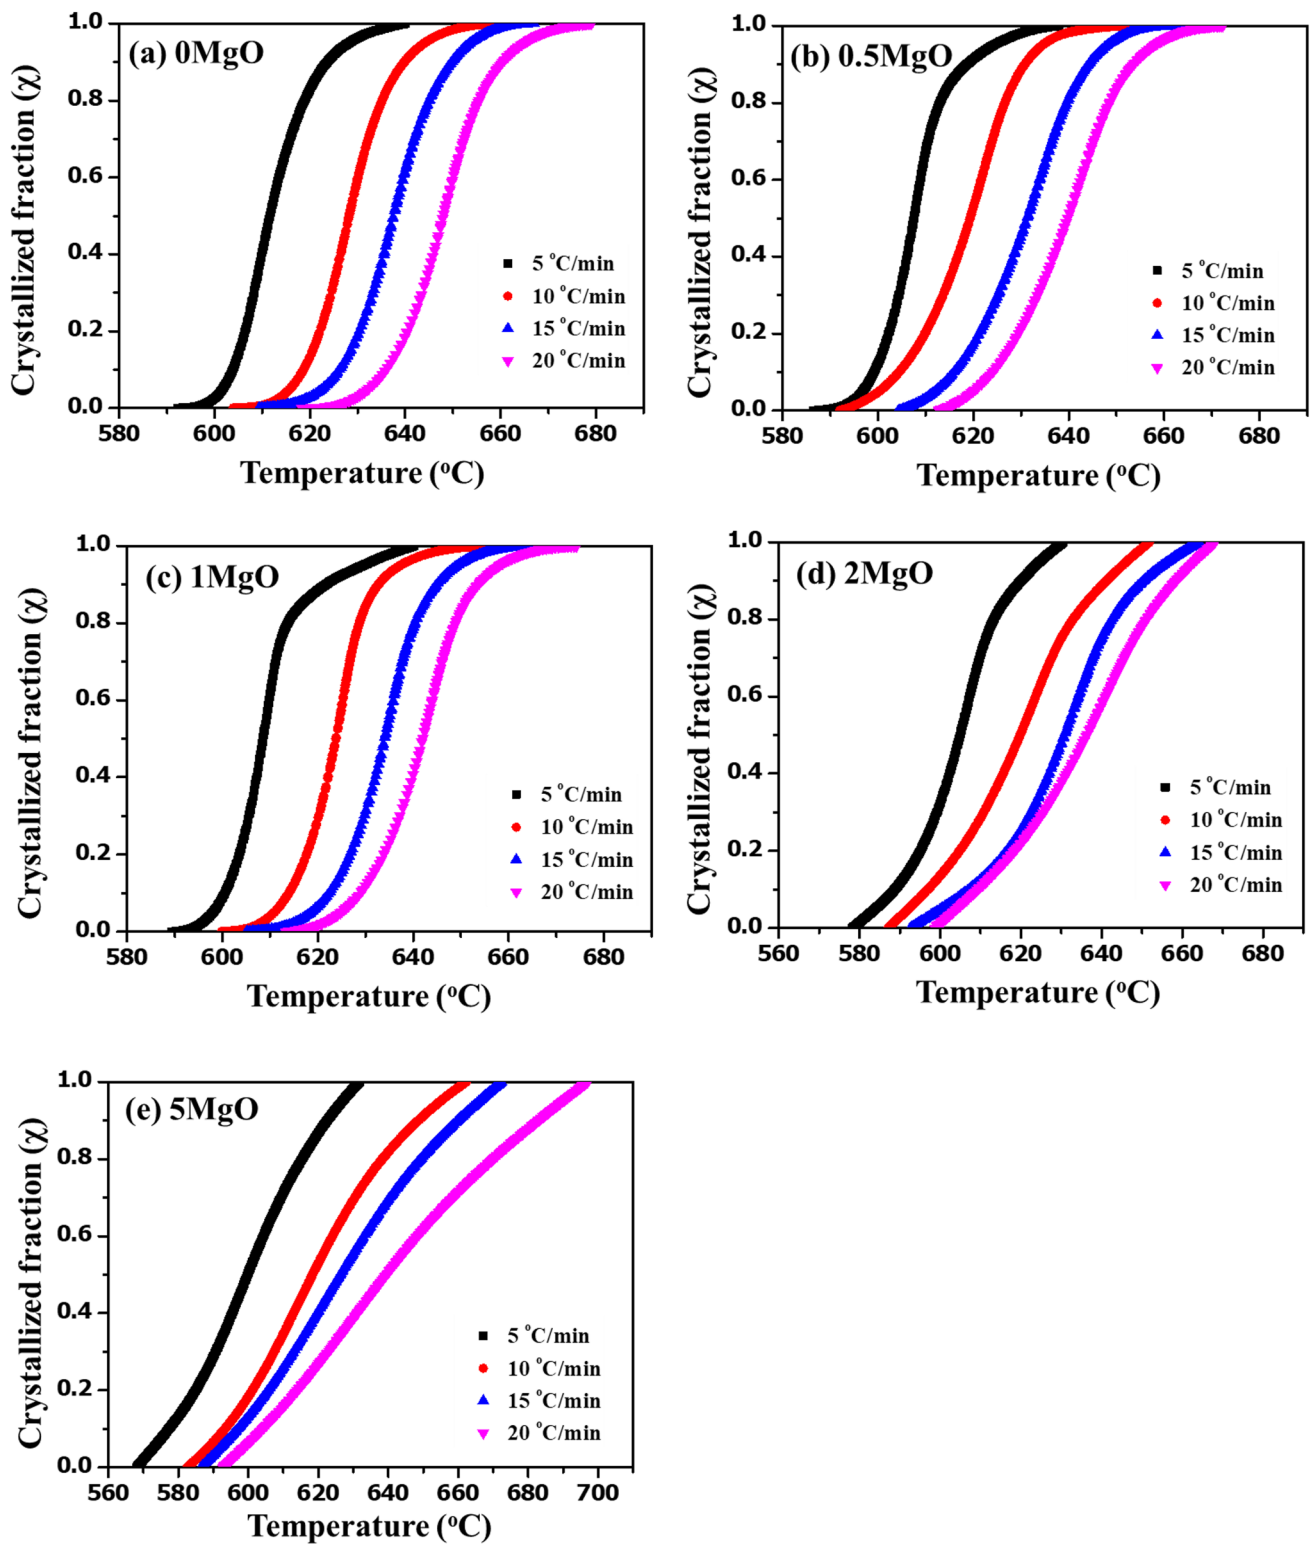 (a) 0MgO
Crystallized fraction (χ)
1.0
0.8
0.6
0.4
0.2
0.0
5 °C/min
10 °C/min
15 °C/min
20 °C/min
580 600 620 640 660 680
Temperature (°C)
(b) 0.5MgO
Crystallized fraction (χ)
1.0
0.8
0.6
0.4
0.2
0.0
5 °C/min
10 °C/min
15 °C/min
20 °C/min
580 600 620 640 660 680
Temperature (°C)
(c) 1MgO
Crystallized fraction (χ)
1.0
0.8
0.6
0.4
0.2
0.0
5 °C/min
10 °C/min
15 °C/min
20 °C/min
580 600 620 640 660 680
Temperature (°C)
(d) 2MgO
Crystallized fraction (χ)
1.0
0.8
0.6
0.4
0.2
0.0
5 °C/min
10 °C/min
15 °C/min
20 °C/min
560 580 600 620 640 660 680
Temperature (°C)
(e) 5MgO
Crystallized fraction (χ)
1.0
0.8
0.6
0.4
0.2
0.0
5 °C/min
10 °C/min
15 °C/min
20 °C/min
560 580 600 620 640 660 680 700
Temperature (°C)